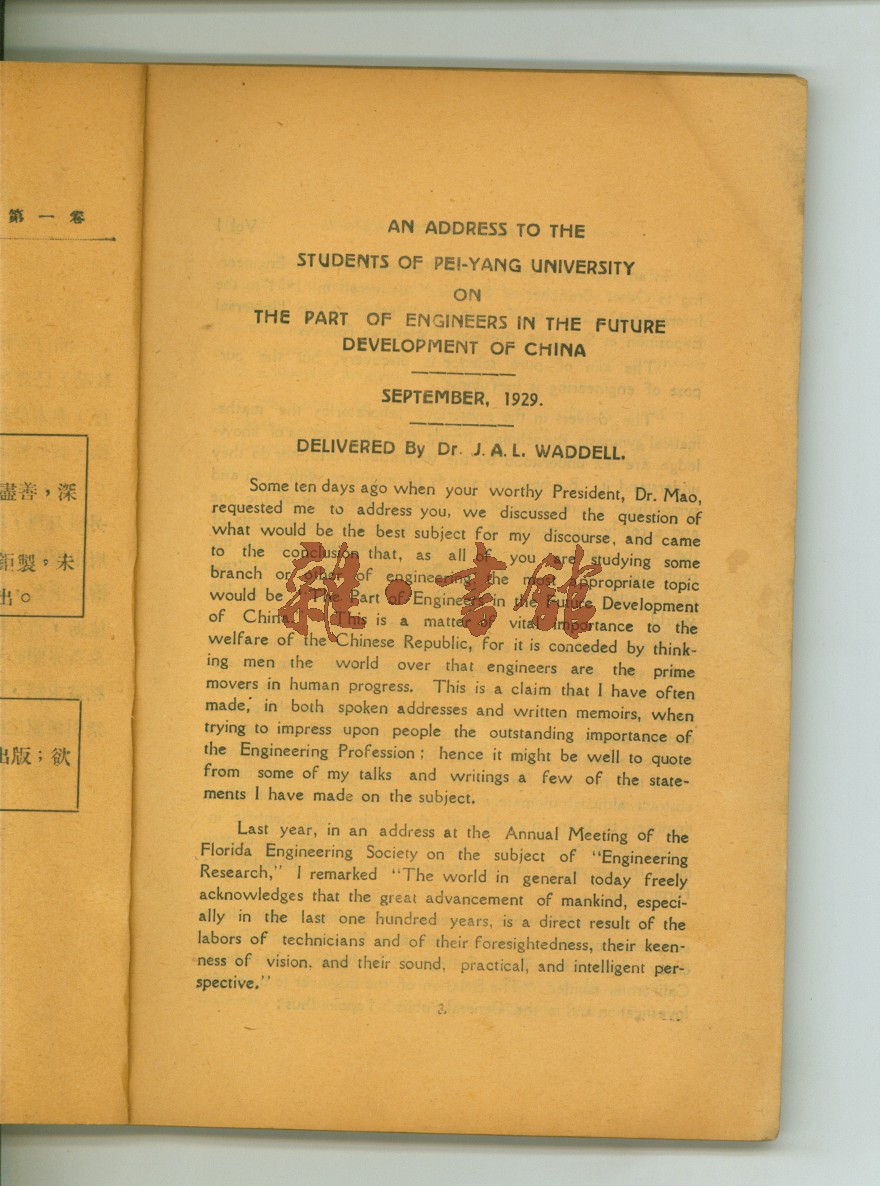 第一卷
盡善，深
鉅製，未
出。
出版；欲
AN ADDRESS TO THE
STUDENTS OF PEI-YANG UNIVERSITY
ON
THE PART OF ENGINEERS IN THE FUTURE
DEVELOPMENT OF CHINA
SEPTEMBER, 1929.
DELIVERED By Dr. J. A. L. WADDELL.
Some ten days ago when your worthy President, Dr. Mao,
requested me to address you, we discussed the question of
what would be the best subject for my discourse, and came
to the conclusion that, as all of you are studying some
branch or other of engineering, the most appropriate topic
would be "The Part of Engineers in the Future Development
of China." This is a matter of vital importance to the
welfare of the Chinese Republic, for it is conceded by think-
ing men the world over that engineers are the prime
movers in human progress. This is a claim that I have often
made, in both spoken addresses and written memoirs, when
trying to impress upon people the outstanding importance of
the Engineering Profession; hence it might be well to quote
from some of my talks and writings a few of the state-
ments I have made on the subject.
Last year, in an address at the Annual Meeting of the
Florida Engineering Society on the subject of "Engineering
Research," I remarked "The world in general today freely
acknowledges that the great advancement of mankind, especi-
ally in the last one hundred years, is a direct result of the
labors of technicians and of their foresightedness, their keen-
ness of vision, and their sound, practical, and intelligent per-
spective."
3.
雜·書館